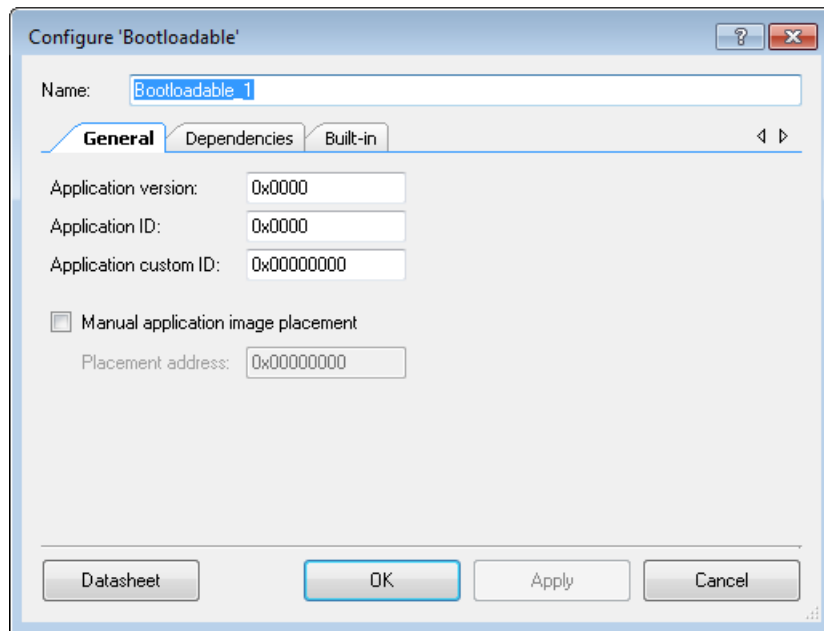 Configure 'Bootloadable'
Name: Bootloadable_1
General Dependencies Built-in
Application version: 0x0000
Application ID: 0x0000
Application custom ID: 0x00000000
Manual application image placement
Placement address: 0x00000000
Datasheet OK Apply Cancel